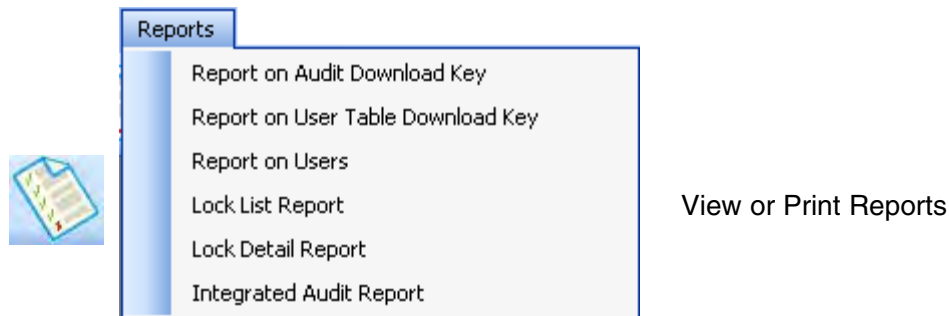 Reports
Report on Audit Download Key
Report on User Table Download Key
Report on Users
Lock List Report
View or Print Reports
Lock Detail Report
Integrated Audit Report